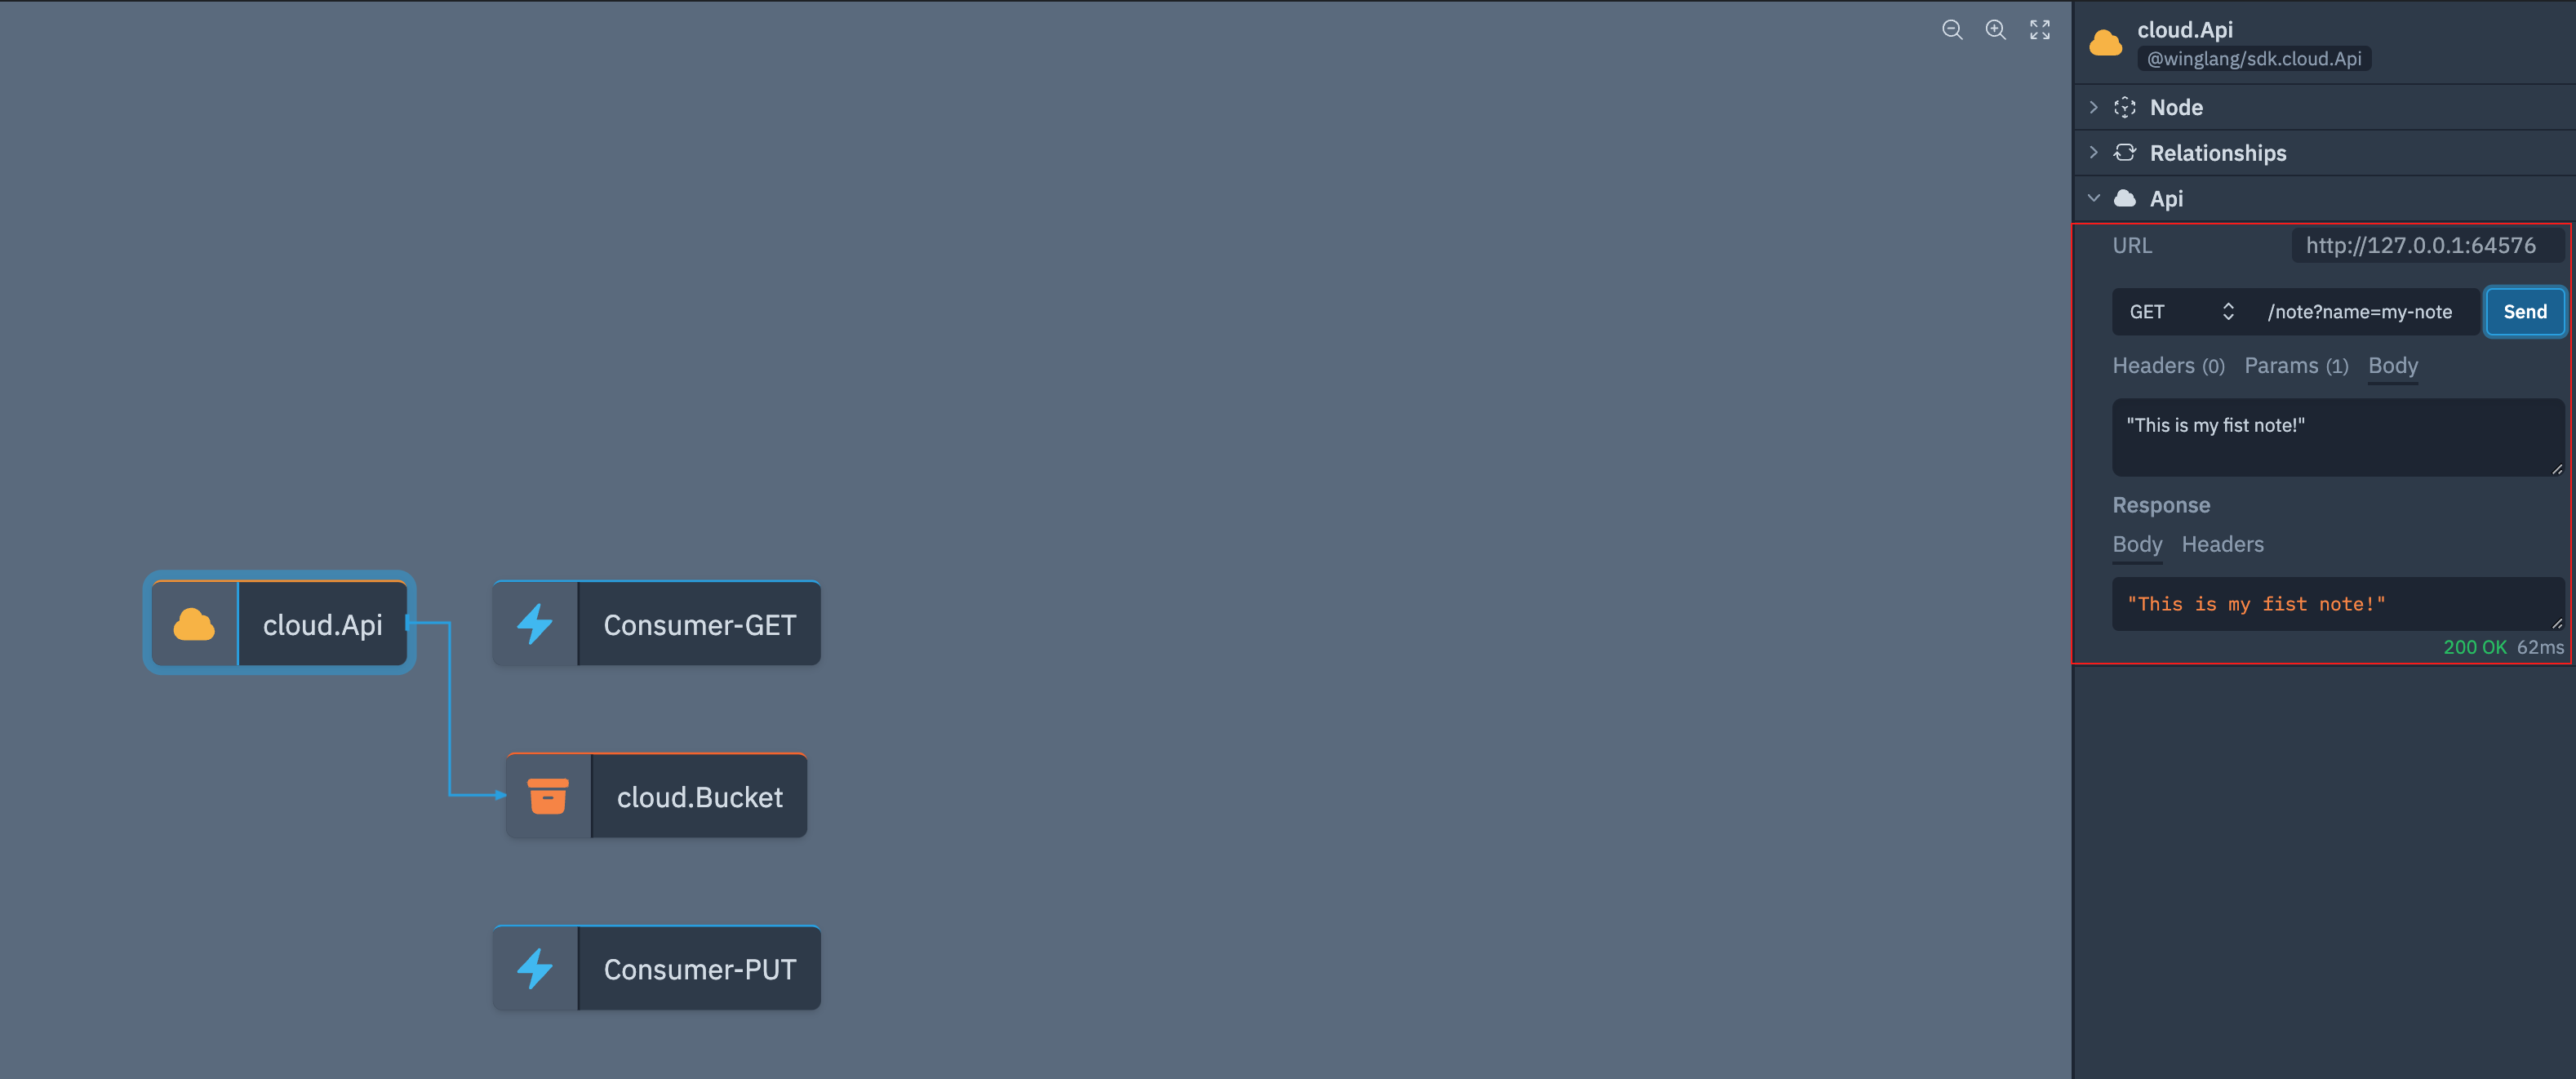 cloud.Api
Consumer-GET
cloud.Bucket
Consumer-PUT
cloud.Api
@winglang/sdk.cloud.Api
Node
Relationships
Api
URL http://127.0.0.1:64576
GET /note?name=my-note Send
Headers (0) Params (1) Body
"This is my fist note!"
Response
Body Headers
"This is my fist note!"
200 OK 62ms